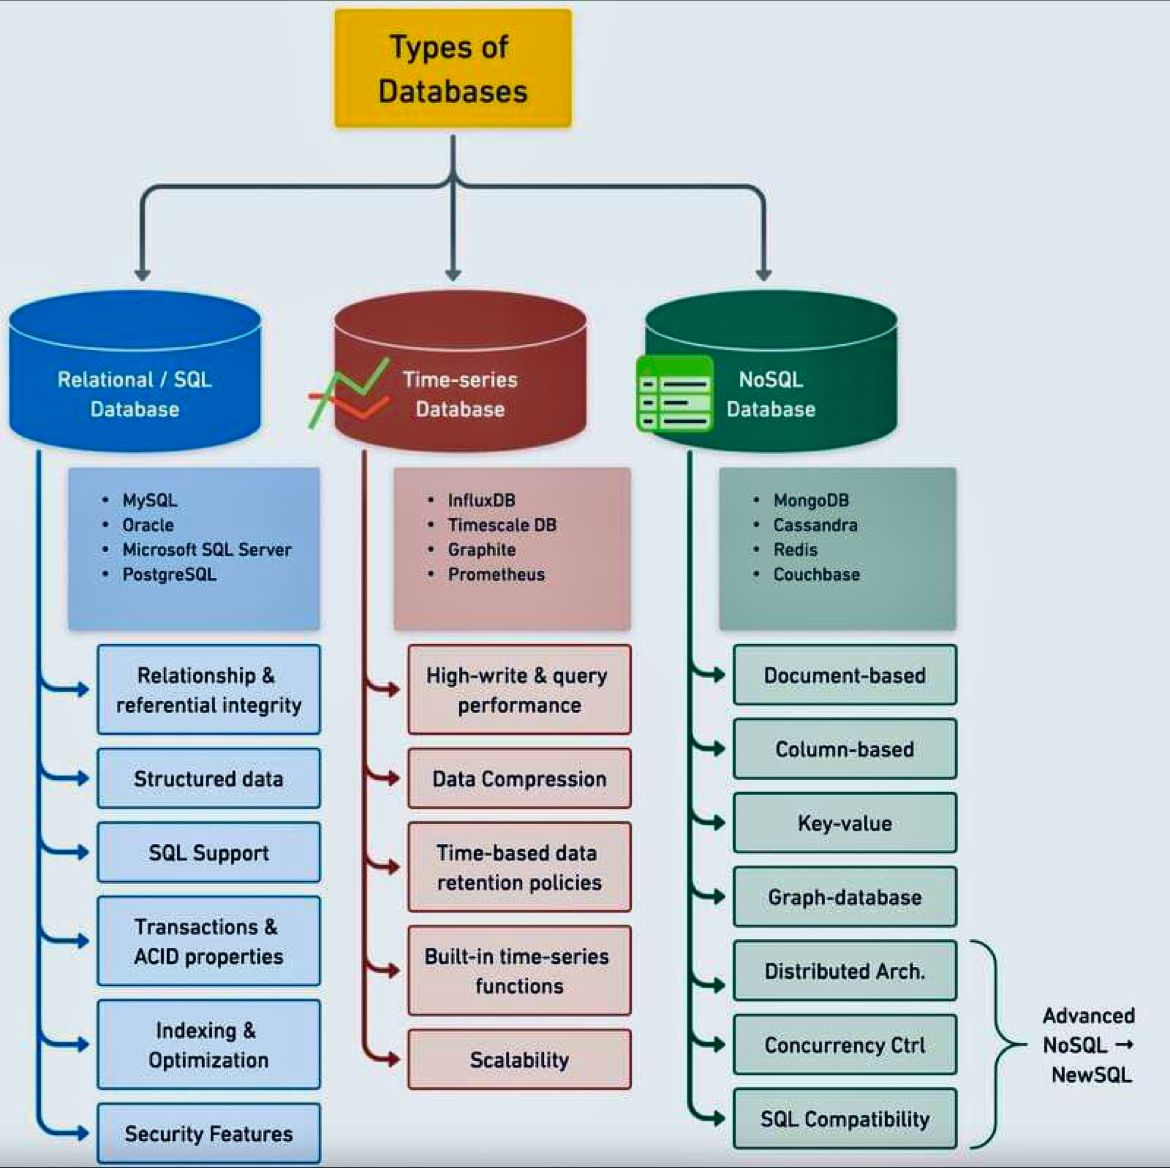 Types of
Databases
Relational / SQL
Database
Time-series
Database
NoSQL
Database
• MySQL
• Oracle
• Microsoft SQL Server
• PostgreSQL
• InfluxDB
• Timescale DB
• Graphite
• Prometheus
• MongoDB
• Cassandra
• Redis
• Couchbase
Relationship &
referential integrity
Structured data
SQL Support
Transactions &
ACID properties
Indexing &
Optimization
Security Features
High-write & query
performance
Data Compression
Time-based data
retention policies
Built-in time-series
functions
Scalability
Document-based
Column-based
Key-value
Graph-database
Distributed Arch.
Concurrency Ctrl
SQL Compatibility
Advanced
NoSQL →
NewSQL